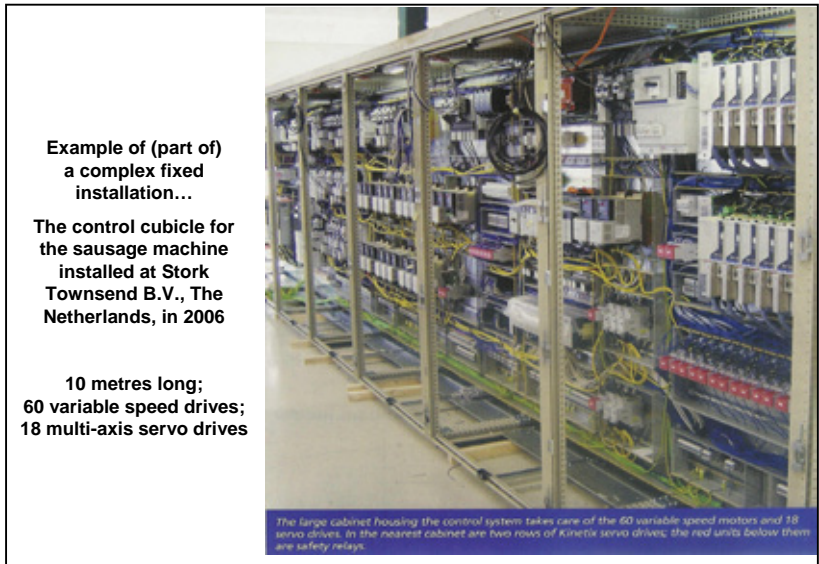 Example of (part of)
a complex fixed
installation…
The control cubicle for
the sausage machine
installed at Stork
Townsend B.V., The
Netherlands, in 2006
10 metres long;
60 variable speed drives;
18 multi-axis servo drives
The large cabinet housing the control system takes care of the 60 variable speed motors and 18
servo drives. In the nearest cabinet are two rows of Kinetix servo drives; the red units below them
are safety relays.